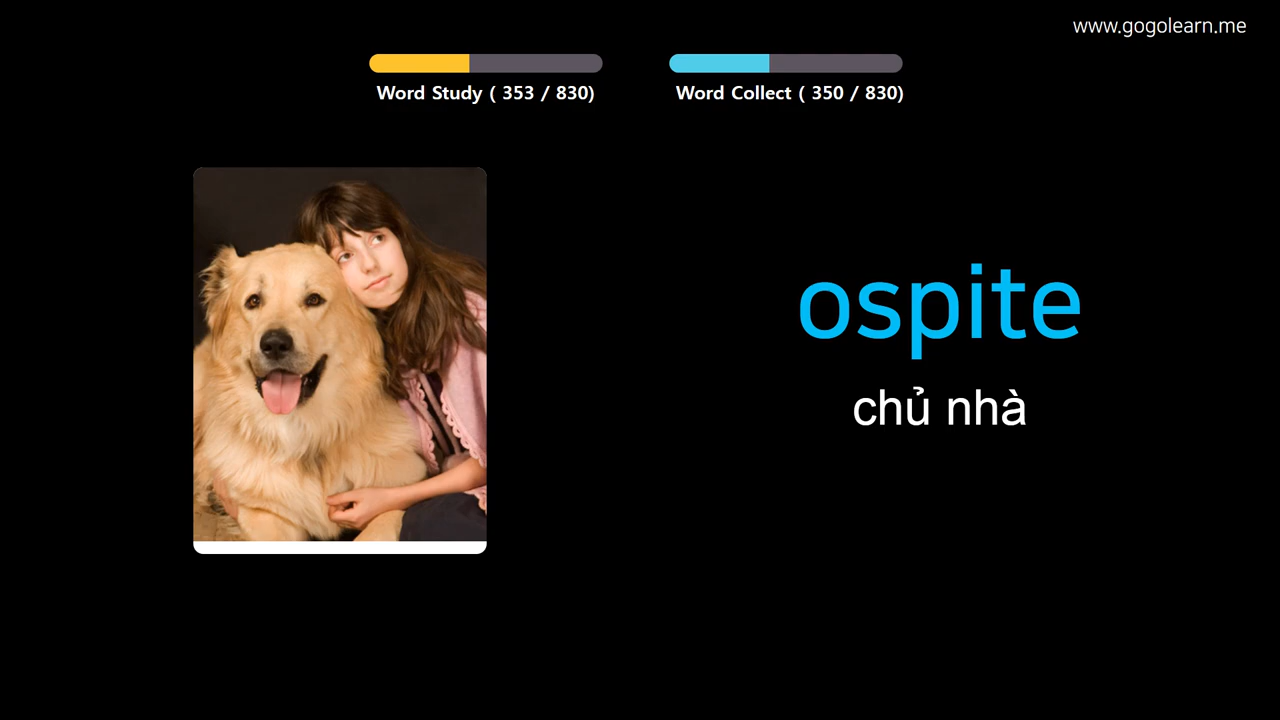 www.gogolearn.me
Word Study ( 353 / 830)
Word Collect ( 350 / 830)
ospite
chủ nhà